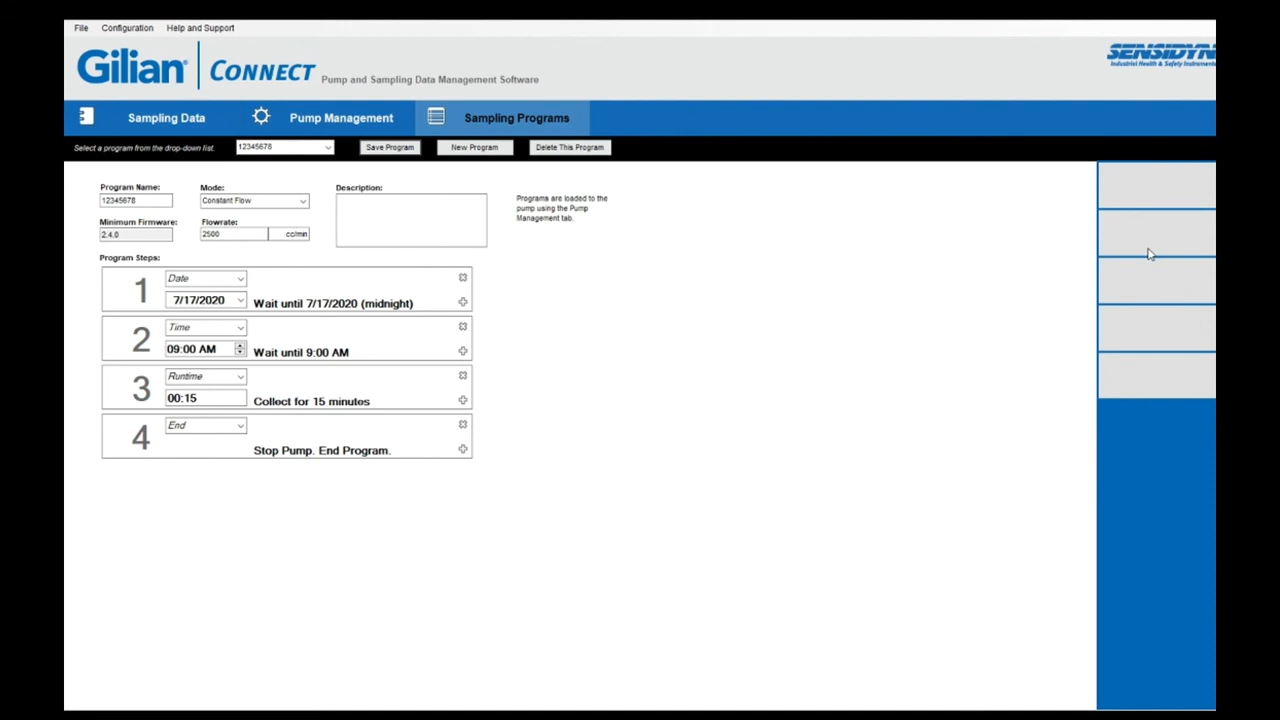 File Configuration Help and Support
Gilian CONNECT Pump and Sampling Data Management Software
SENSIDYN
Industrial Health & Safety Instruments
Sampling Data Pump Management Sampling Programs
Select a program from the drop-down list. 12345678 Save Program New Program Delete This Program
Program Name: Mode: Description:
12345678 Constant Flow
Programs are loaded to the
pump using the Pump
Management tab.
Minimum Firmware: Flowrate:
2.4.0 2500 cc/min
Program Steps:
1 Date
7/17/2020 Wait until 7/17/2020 (midnight)
2 Time
09:00 AM Wait until 9:00 AM
3 Runtime
00:15 Collect for 15 minutes
4 End
Stop Pump. End Program.